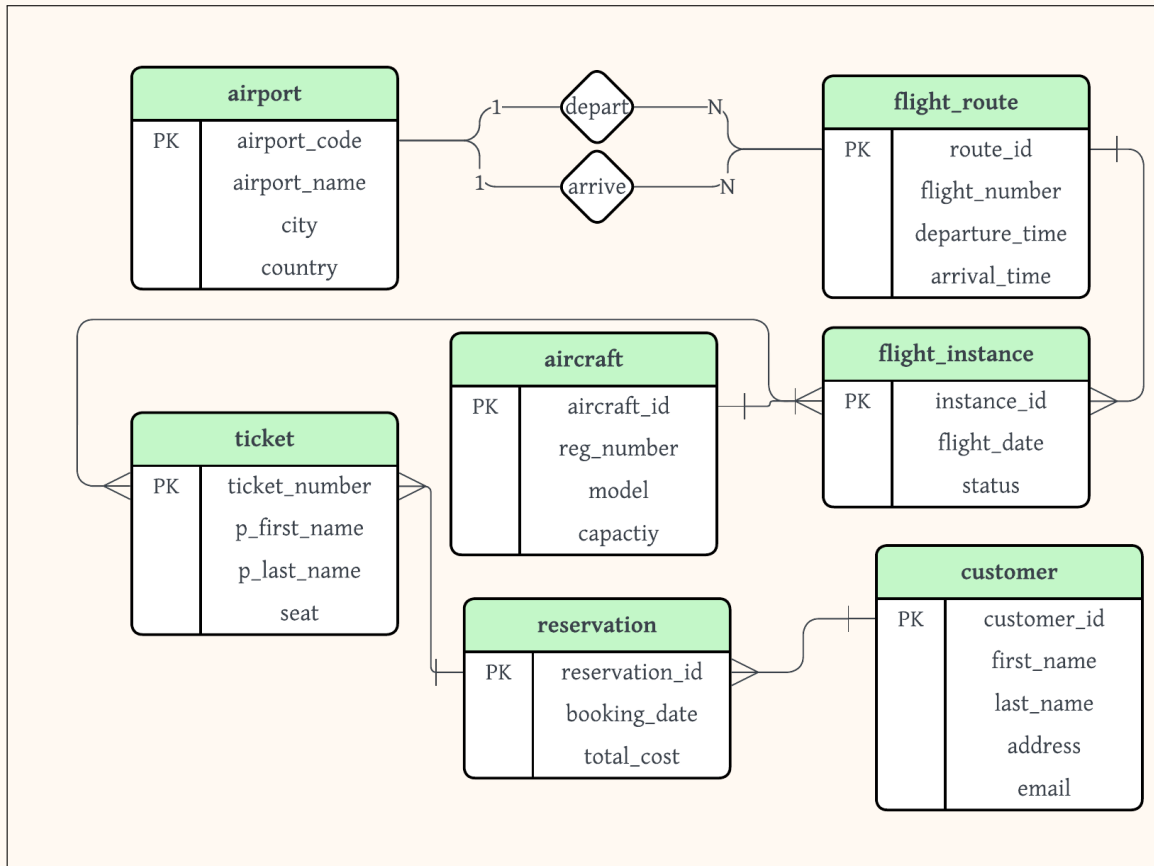 airport
PK
airport_code
airport_name
city
country
1
depart
N
1
arrive
N
flight_route
PK
route_id
flight_number
departure_time
arrival_time
aircraft
PK
aircraft_id
reg_number
model
capactiy
flight_instance
PK
instance_id
flight_date
status
ticket
PK
ticket_number
p_first_name
p_last_name
seat
reservation
PK
reservation_id
booking_date
total_cost
customer
PK
customer_id
first_name
last_name
address
email